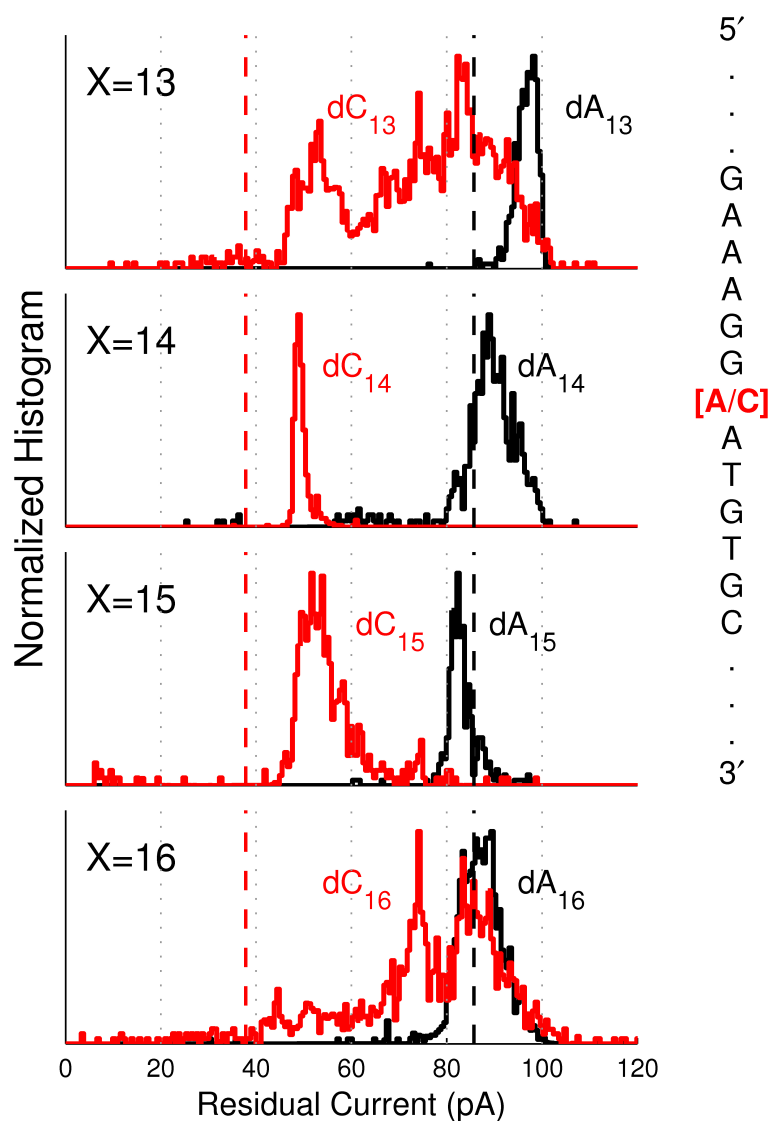 X=13
dC13
dA13
X=14
dC14
dA14
X=15
dC15
dA15
X=16
dC16
dA16
0 20 40 60 80 100 120
Residual Current (pA)
Normalized Histogram
5′
.
.
.
G
A
A
A
G
G
[A/C]
A
T
G
T
G
C
.
.
.
3′